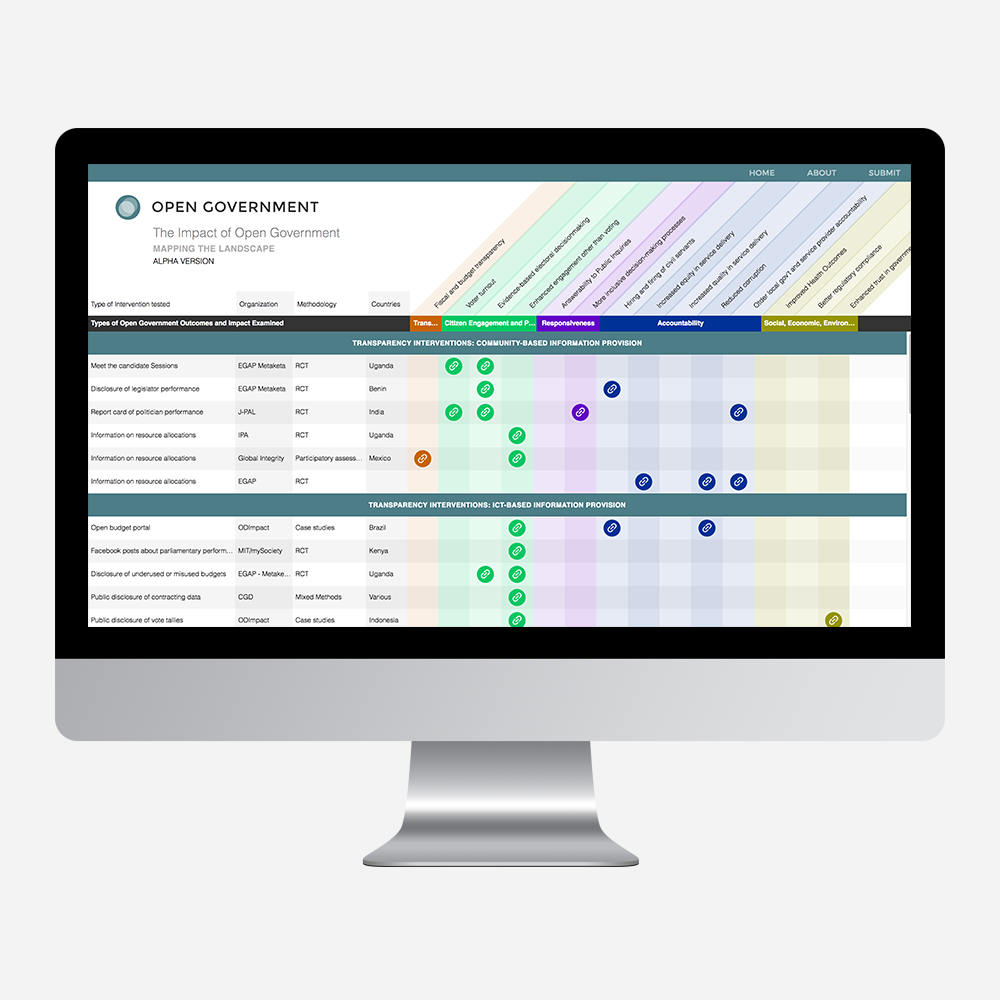 HOME ABOUT SUBMIT
OPEN GOVERNMENT
The Impact of Open Government
MAPPING THE LANDSCAPE
ALPHA VERSION
Fiscal and budget transparency
Voter turnout
Evidence-based electoral decisionmaking
Enhanced engagement other than voting
Answerability to Public Inquiries
More inclusive decision-making processes
Hiring and firing of civil servants
Increased equity in service delivery
Increased quality in service delivery
Reduced corruption
Older local gov't and service provider accountability
Improved Health Outcomes
Better regulatory compliance
Enhanced trust in governme
Type of Intervention tested Organization Methodology Countries
Types of Open Government Outcomes and Impact Examined Trans... Citizen Engagement and P... Responsiveness Accountability Social, Economic, Environ...
TRANSPARENCY INTERVENTIONS: COMMUNITY-BASED INFORMATION PROVISION
Meet the candidate Sessions EGAP Metaketa RCT Uganda
Disclosure of legislator performance EGAP Metaketa RCT Benin
Report card of politician performance J-PAL RCT India
Information on resource allocations IPA RCT Uganda
Information on resource allocations Global Integrity Participatory assess... Mexico
Information on resource allocations EGAP RCT
TRANSPARENCY INTERVENTIONS: ICT-BASED INFORMATION PROVISION
Open budget portal ODImpact Case studies Brazil
Facebook posts about parliamentary perform... MIT/mySociety RCT Kenya
Disclosure of underused or misused budgets EGAP - Metake... RCT Uganda
Public disclosure of contracting data CGD Mixed Methods Various
Public disclosure of vote tallies ODImpact Case studies Indonesia